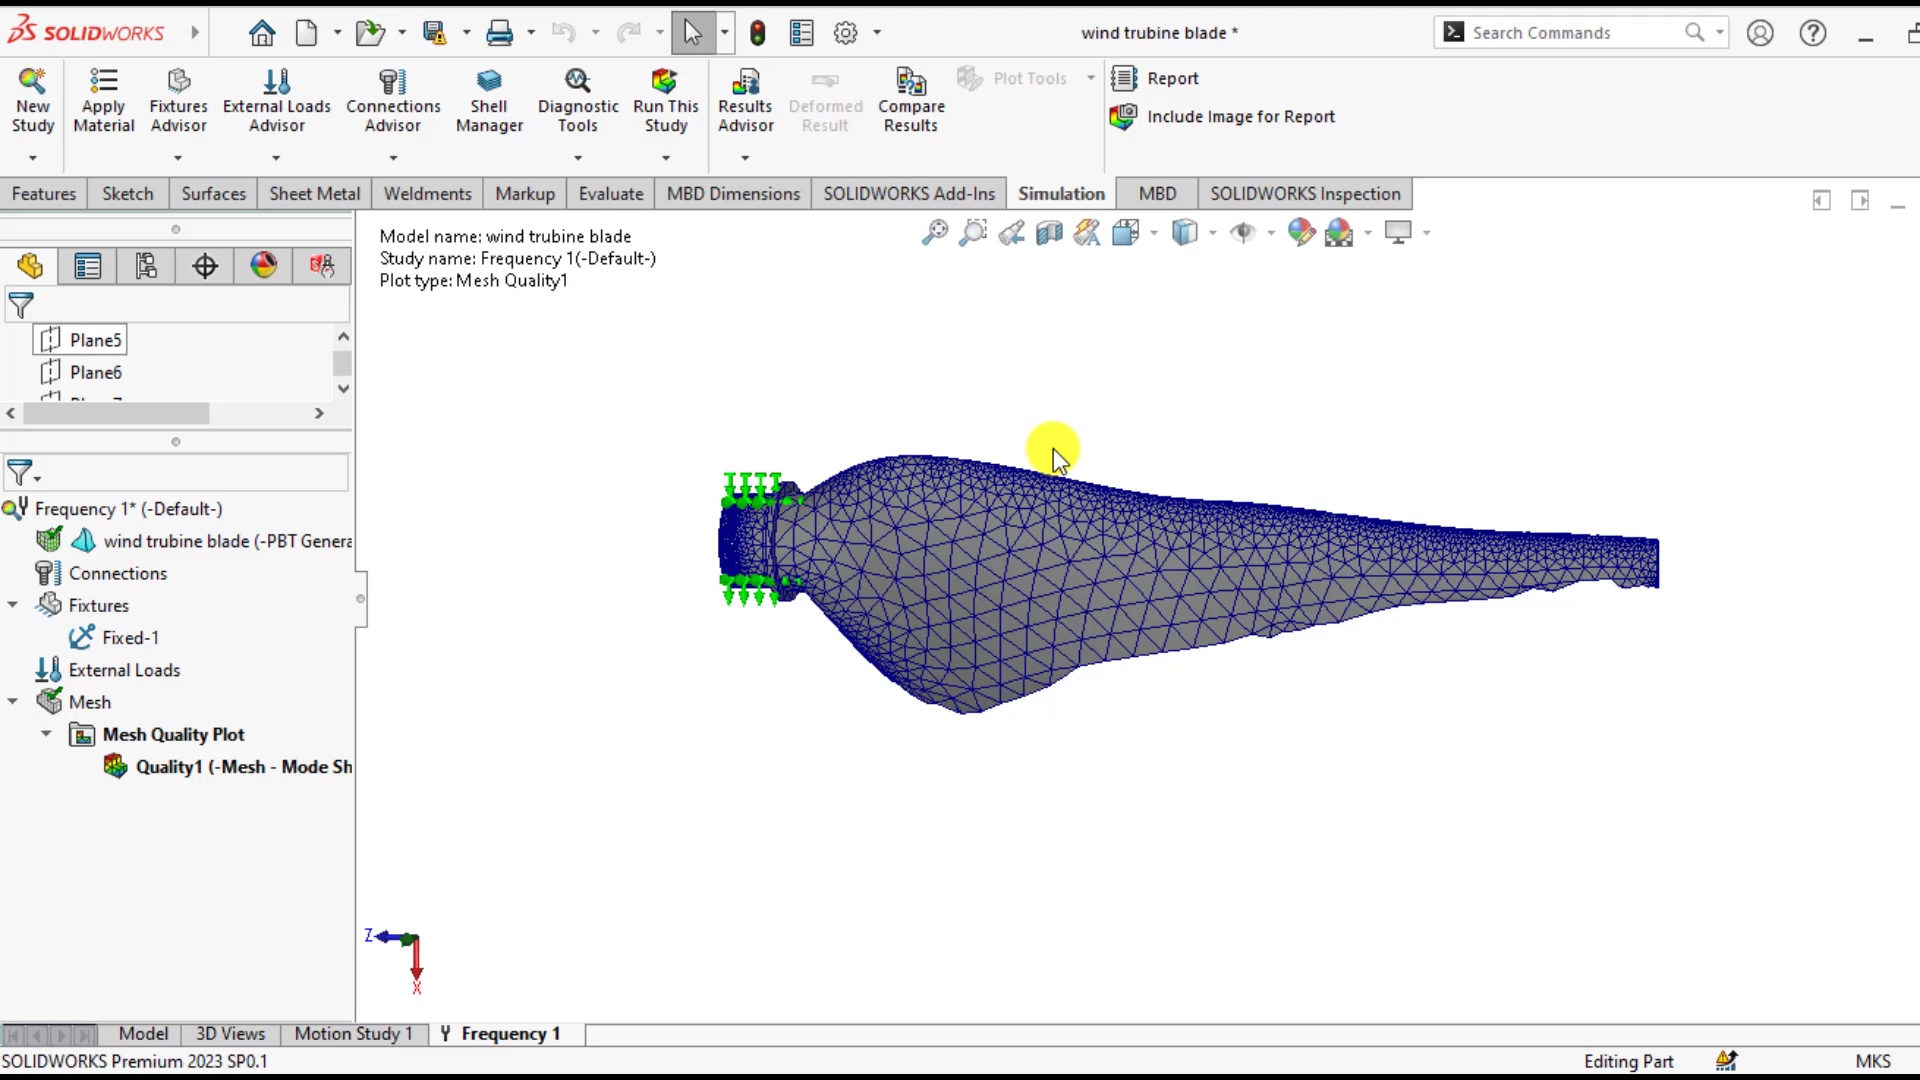 SOLIDWORKS
wind trubine blade *
Search Commands
New Study
Apply Material
Fixtures Advisor
External Loads Advisor
Connections Advisor
Shell Manager
Diagnostic Tools
Run This Study
Results Advisor
Deformed Result
Compare Results
Plot Tools
Report
Include Image for Report
Features
Sketch
Surfaces
Sheet Metal
Weldments
Markup
Evaluate
MBD Dimensions
SOLIDWORKS Add-Ins
Simulation
MBD
SOLIDWORKS Inspection
Model name: wind trubine blade
Study name: Frequency 1(-Default-)
Plot type: Mesh Quality1
Plane5
Plane6
Frequency 1* (-Default-)
wind trubine blade (-PBT Genera
Connections
Fixtures
Fixed-1
External Loads
Mesh
Mesh Quality Plot
Quality1 (-Mesh - Mode Sh
Z
X
Model
3D Views
Motion Study 1
Frequency 1
SOLIDWORKS Premium 2023 SP0.1
Editing Part
MKS